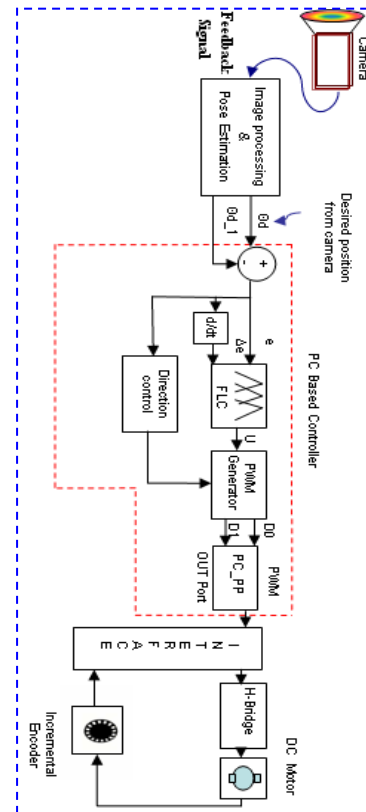 Camera
Feedback
Signal
Image processing
&
Pose Estimation
Desired position
from camera
θd
θd_1
+
-
PC Based Controller
e
Δe
d/dt
FLC
U
Direction
control
PWM
Generator
D0
D1
PWM
PC_PP
OUT Port
INTERFACE
H-Bridge
DC Motor
Incremental
Encoder